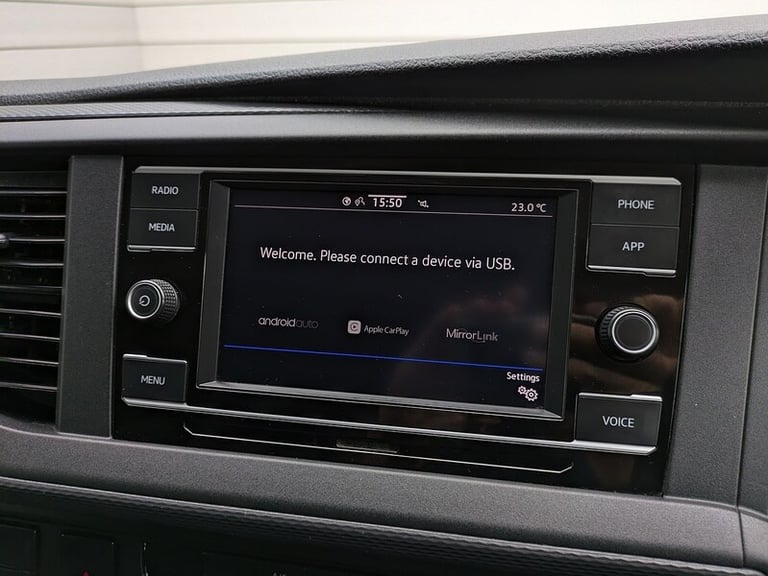 RADIO
MEDIA
MENU
15:50
23.0 °C
Welcome. Please connect a device via USB.
androidauto
Apple CarPlay
MirrorLink
Settings
PHONE
APP
VOICE